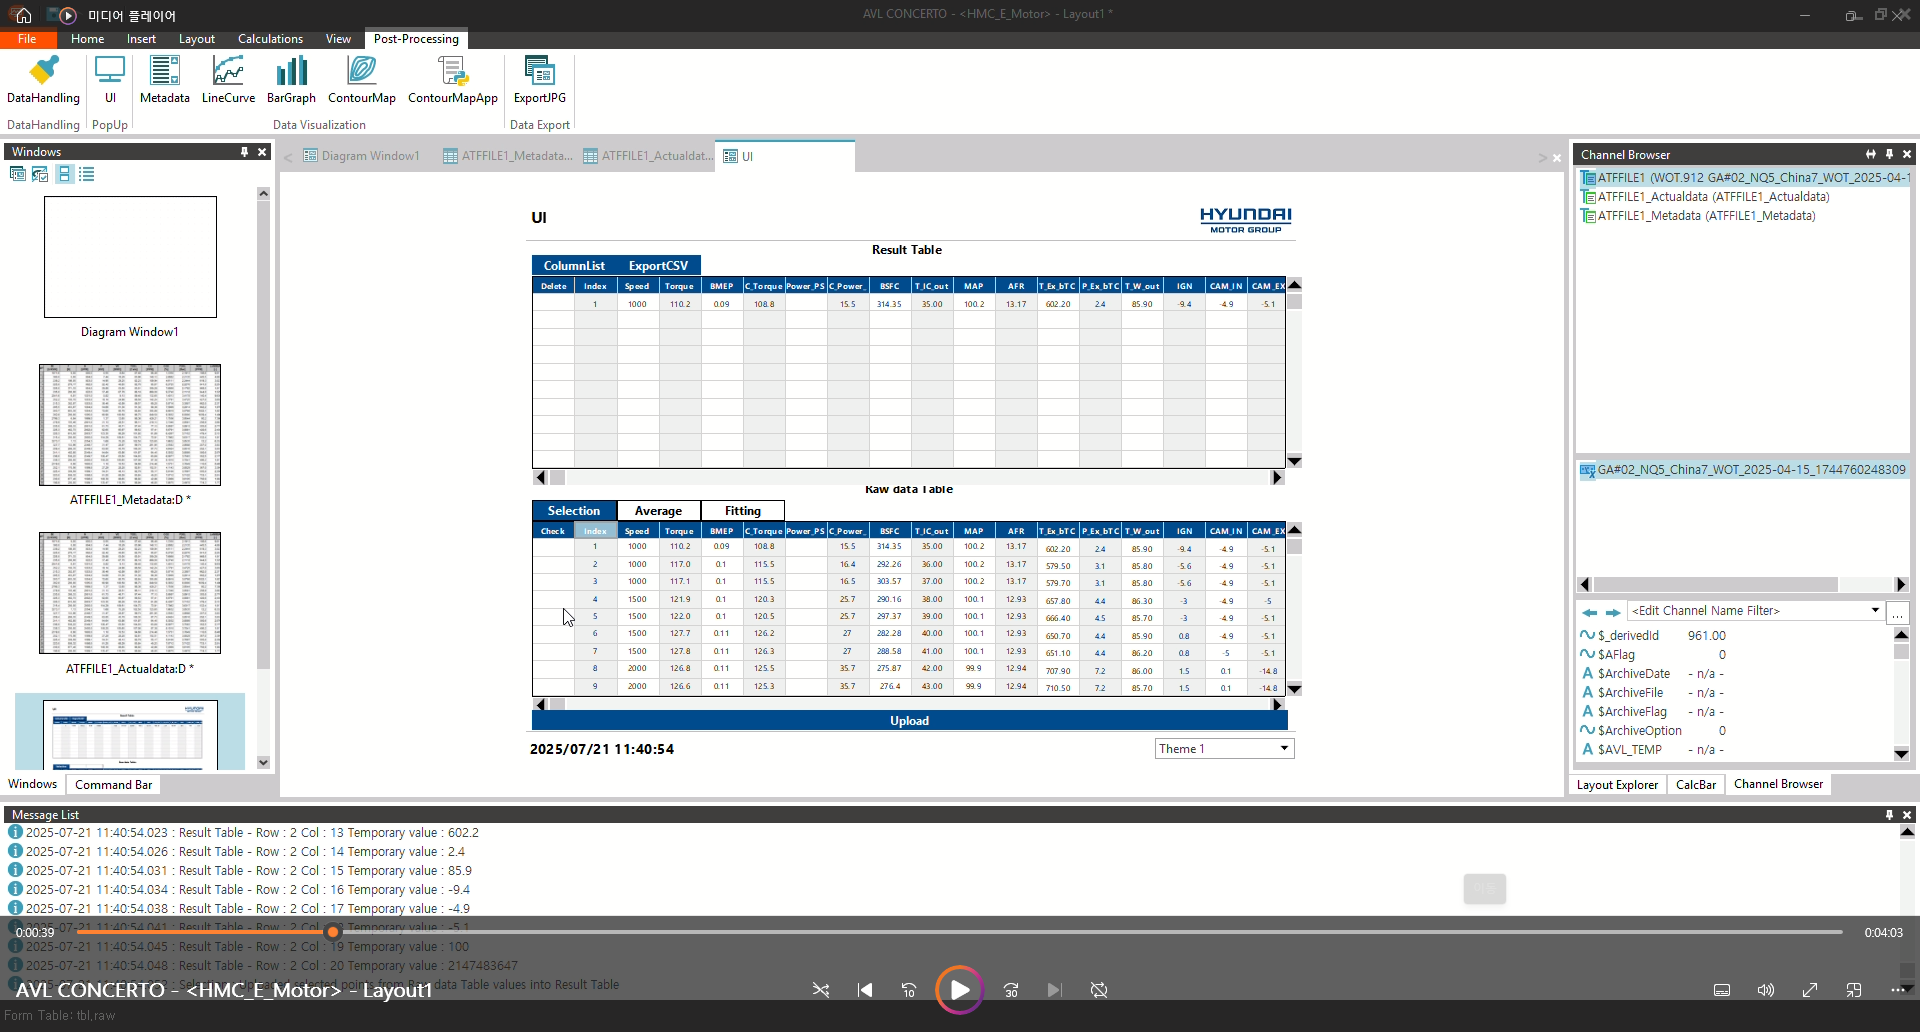 미디어 플레이어
AVL CONCERTO - <HMC_E_Motor> - Layout1 *
File Home Insert Layout Calculations View Post-Processing
DataHandling UI Metadata LineCurve BarGraph ContourMap ContourMapApp ExportJPG
DataHandling PopUp Data Visualization Data Export
Windows
Diagram Window1 ATFFILE1_Metadata... ATFFILE1_Actualdat... UI
Channel Browser
ATFFILE1 (WOT.912 GA#02_NQ5_China7_WOT_2025-04-1
ATFFILE1_Actualdata (ATFFILE1_Actualdata)
ATFFILE1_Metadata (ATFFILE1_Metadata)
Diagram Window1
ATFFILE1_Metadata:D *
ATFFILE1_Actualdata:D *
Windows Command Bar
UI
HYUNDAI
MOTOR GROUP
Result Table
ColumnList ExportCSV
Delete Index Speed Torque BMEP C_Torque Power_PS C_Power_ BSFC T_IC_out MAP AFR T_Ex_bTC P_Ex_bTC T_W_out IGN CAM_IN CAM_EX
1 1000 110.2 0.09 108.8 15.5 314.35 35.00 100.2 13.17 602.20 2.4 85.90 -9.4 -4.9 -5.1
Raw data Table
Selection Average Fitting
Check Index Speed Torque BMEP C_Torque Power_PS C_Power_ BSFC T_IC_out MAP AFR T_Ex_bTC P_Ex_bTC T_W_out IGN CAM_IN CAM_EX
1 1000 110.2 0.09 108.8 15.5 314.35 35.00 100.2 13.17 602.20 2.4 85.90 -9.4 -4.9 -5.1
2 1000 117.0 0.1 115.5 16.4 292.26 36.00 100.2 13.17 579.50 3.1 85.80 -5.6 -4.9 -5.1
3 1000 117.1 0.1 115.5 16.5 303.57 37.00 100.2 13.17 579.70 3.1 85.80 -5.6 -4.9 -5.1
4 1500 121.9 0.1 120.3 25.7 290.16 38.00 100.1 12.93 657.80 4.4 86.30 -3 -4.9 -5
5 1500 122.0 0.1 120.5 25.7 297.37 39.00 100.1 12.93 666.40 4.5 85.70 -3 -4.9 -5.1
6 1500 127.7 0.11 126.2 27 282.28 40.00 100.1 12.93 650.70 4.4 85.90 0.8 -4.9 -5.1
7 1500 127.8 0.11 126.3 27 288.58 41.00 100.1 12.93 651.10 4.4 86.20 0.8 -5 -5.1
8 2000 126.8 0.11 125.5 35.7 275.87 42.00 99.9 12.94 707.90 7.2 86.00 1.5 0.1 -14.8
9 2000 126.6 0.11 125.3 35.7 276.4 43.00 99.9 12.94 710.50 7.2 85.70 1.5 0.1 -14.8
Upload
2025/07/21 11:40:54
Theme 1
GA#02_NQ5_China7_WOT_2025-04-15_1744760248309
<Edit Channel Name Filter> ...
$_derivedId 961.00
$AFlag 0
$ArchiveDate - n/a -
$ArchiveFile - n/a -
$ArchiveFlag - n/a -
$ArchiveOption 0
$AVL_TEMP - n/a -
Layout Explorer CalcBar Channel Browser
Message List
2025-07-21 11:40:54.023 : Result Table - Row : 2 Col : 13 Temporary value : 602.2
2025-07-21 11:40:54.026 : Result Table - Row : 2 Col : 14 Temporary value : 2.4
2025-07-21 11:40:54.031 : Result Table - Row : 2 Col : 15 Temporary value : 85.9
2025-07-21 11:40:54.034 : Result Table - Row : 2 Col : 16 Temporary value : -9.4
2025-07-21 11:40:54.038 : Result Table - Row : 2 Col : 17 Temporary value : -4.9
2025-07-21 11:40:54.041 : Result Table - Row : 2 Col : Temporary value : -5.1
0:00:39 0:04:03
2025-07-21 11:40:54.045 : Result Table - Row : 2 Col : 19 Temporary value : 100
2025-07-21 11:40:54.048 : Result Table - Row : 2 Col : 20 Temporary value : 2147483647
selected points from Raw data Table values into Result Table
AVL CONCERTO - <HMC_E_Motor> - Layout1
10 30
Form Table: tbl,raw